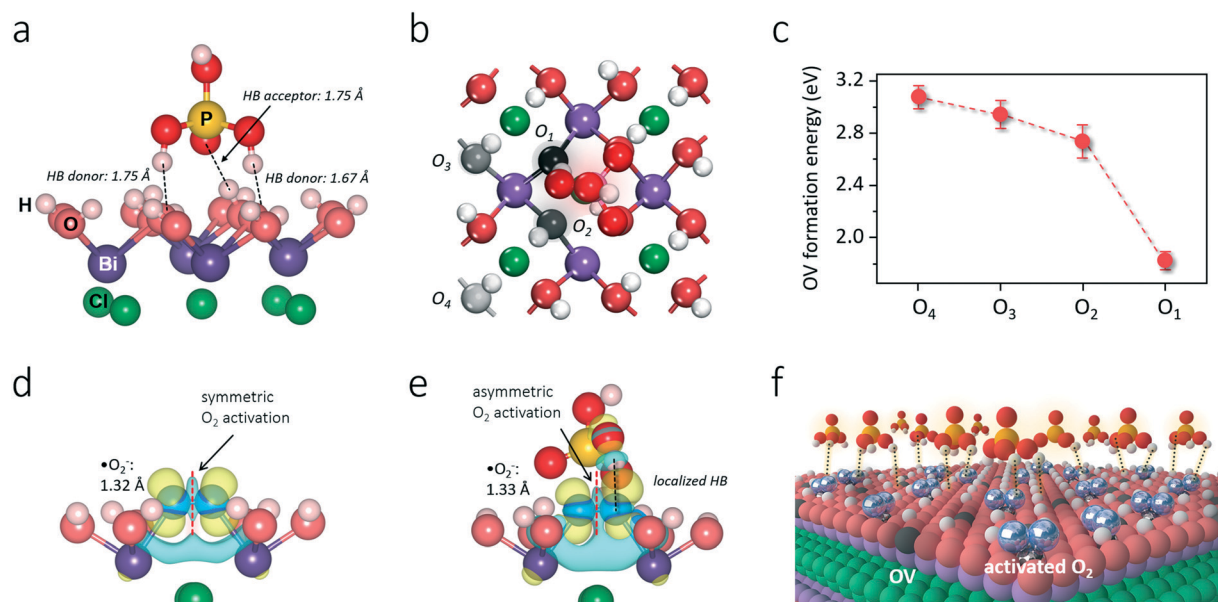 a
HB acceptor: 1.75 Å
P
HB donor: 1.75 Å
HB donor: 1.67 Å
H
O
Bi
Cl
b
O₁
O₃
O₂
O₄
c
OV formation energy (eV)
3.2
2.8
2.4
2.0
O₄ O₃ O₂ O₁
d
symmetric
O₂ activation
•O₂⁻:
1.32 Å
e
asymmetric
O₂ activation
•O₂⁻:
1.33 Å
localized HB
f
OV
activated O₂